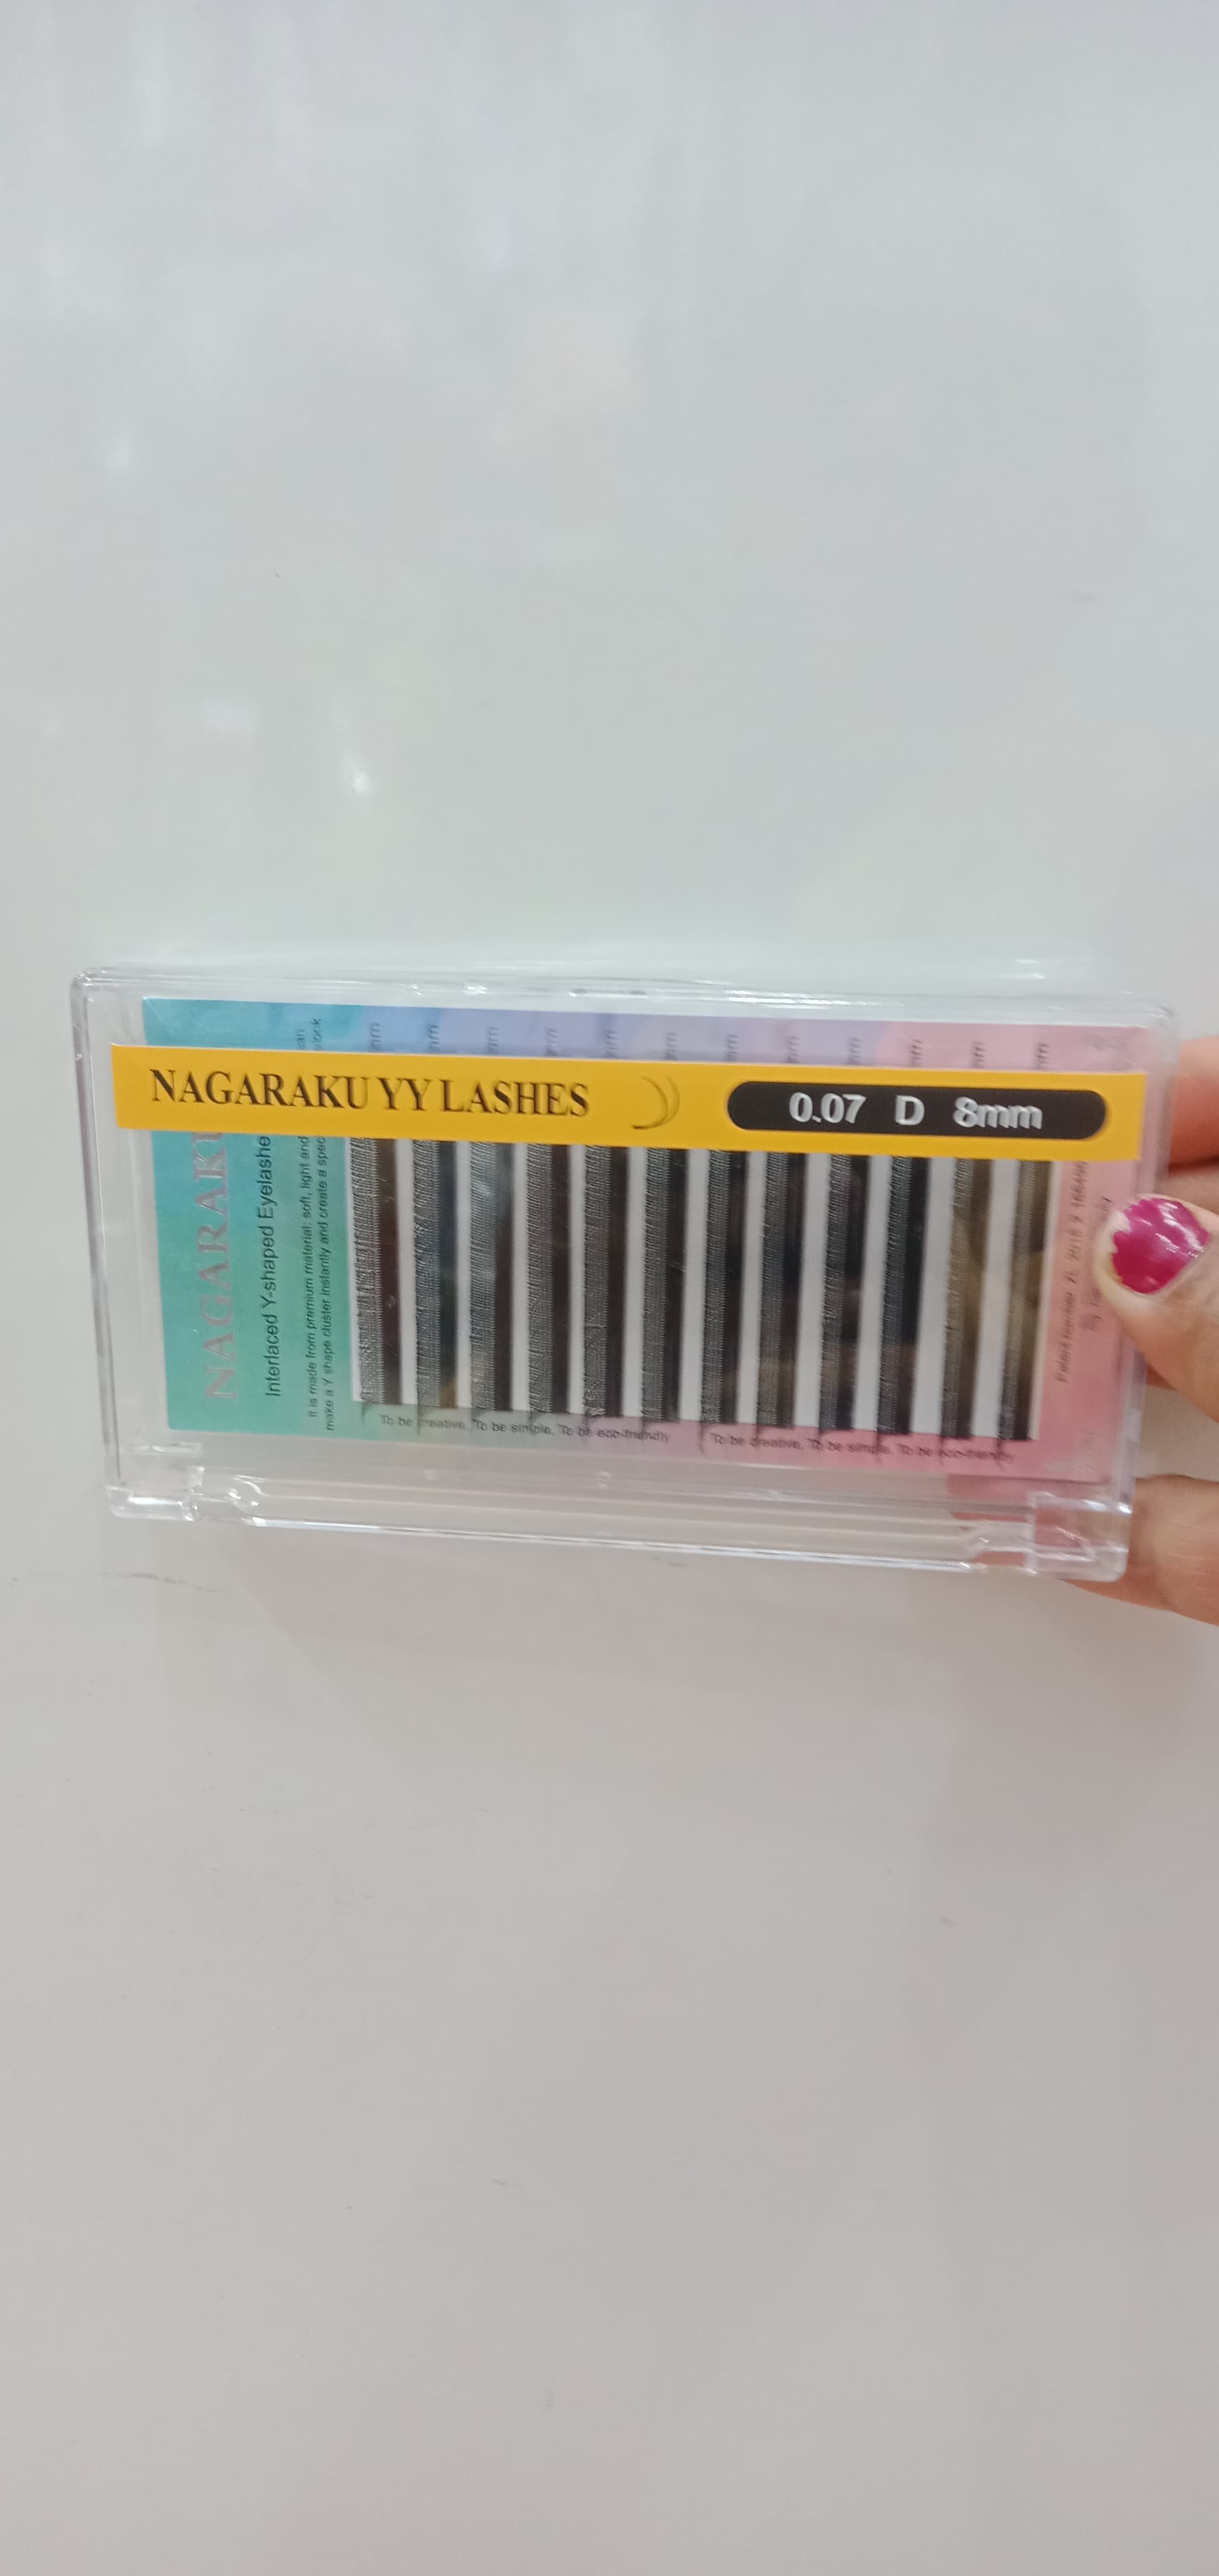 NAGARAKU YY LASHES
0.07 D 8mm
NAGARAKU
Interlaced Y-shaped Eyelashe
It is made from premium material: soft, light and
make a Y shape cluster instantly and create a spec
look.
To be creative, To be simple, To be eco-friendly
To be creative, To be simple, To be eco-friendly